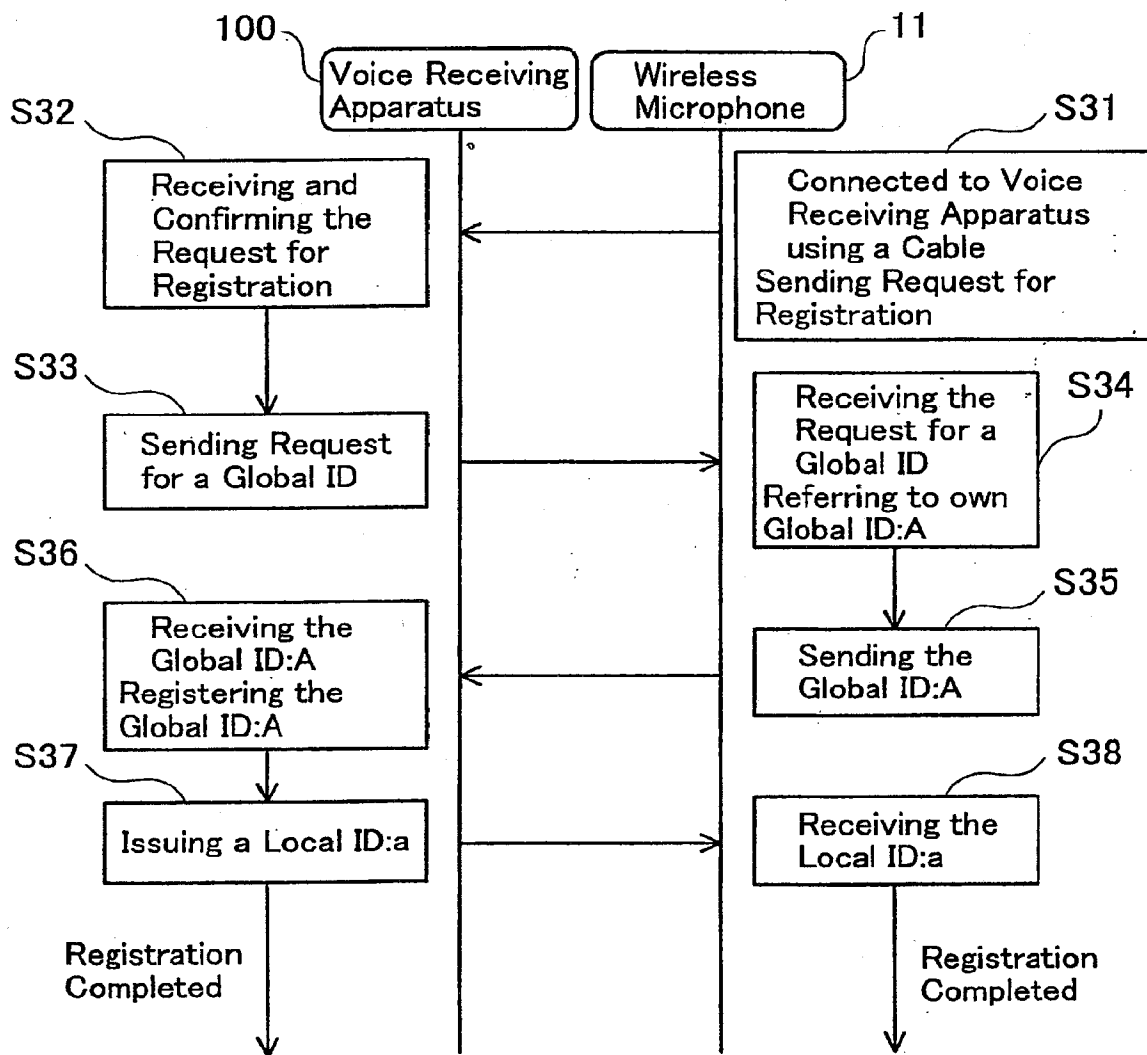 100
11
Voice Receiving
Apparatus
Wireless
Microphone
S32
S31
Receiving and
Confirming the
Request for
Registration
Connected to Voice
Receiving Apparatus
using a Cable
Sending Request for
Registration
S33
S34
Sending Request
for a Global ID
Receiving the
Request for a
Global ID
Referring to own
Global ID:A
S36
S35
Receiving the
Global ID:A
Registering the
Global ID:A
Sending the
Global ID:A
S37
S38
Issuing a Local ID:a
Receiving the
Local ID:a
Registration
Completed
Registration
Completed